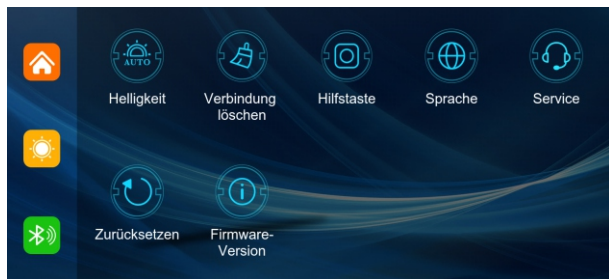 AUTO
Helligkeit
Verbindung
löschen
Hilfstaste
Sprache
Service
Zurücksetzen
Firmware-
Version